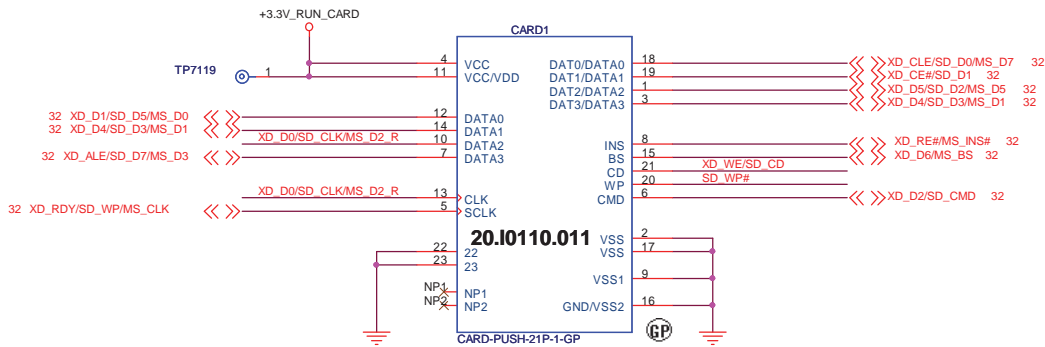 +3.3V_RUN_CARD
CARD1
TP7119
1
4 VCC
11 VCC/VDD
32 XD_D1/SD_D5/MS_D0 12 DATA0
32 XD_D4/SD_D3/MS_D1 14 DATA1
XD_D0/SD_CLK/MS_D2_R 10 DATA2
32 XD_ALE/SD_D7/MS_D3 7 DATA3
XD_D0/SD_CLK/MS_D2_R 13 CLK
32 XD_RDY/SD_WP/MS_CLK 5 SCLK
22 22
23 23
NP1 NP1
NP2 NP2
DAT0/DATA0 18 XD_CLE/SD_D0/MS_D7 32
DAT1/DATA1 19 XD_CE#/SD_D1 32
DAT2/DATA2 1 XD_D5/SD_D2/MS_D5 32
DAT3/DATA3 3 XD_D4/SD_D3/MS_D1 32
INS 8 XD_RE#/MS_INS# 32
BS 15 XD_D6/MS_BS 32
CD 21 XD_WE/SD_CD
WP 20 SD_WP#
CMD 6 XD_D2/SD_CMD 32
20.I0110.011
VSS 2
VSS 17
VSS1 9
GND/VSS2 16
GP
CARD-PUSH-21P-1-GP